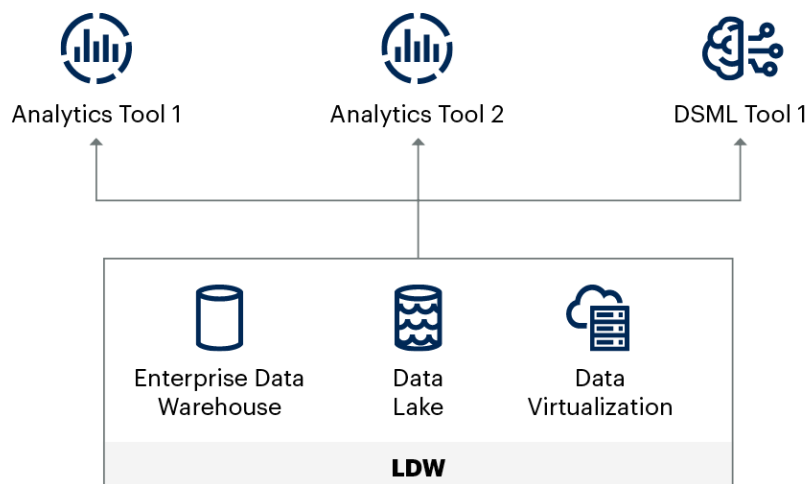 Analytics Tool 1
Analytics Tool 2
DSML Tool 1
Enterprise Data
Warehouse
Data
Lake
Data
Virtualization
LDW